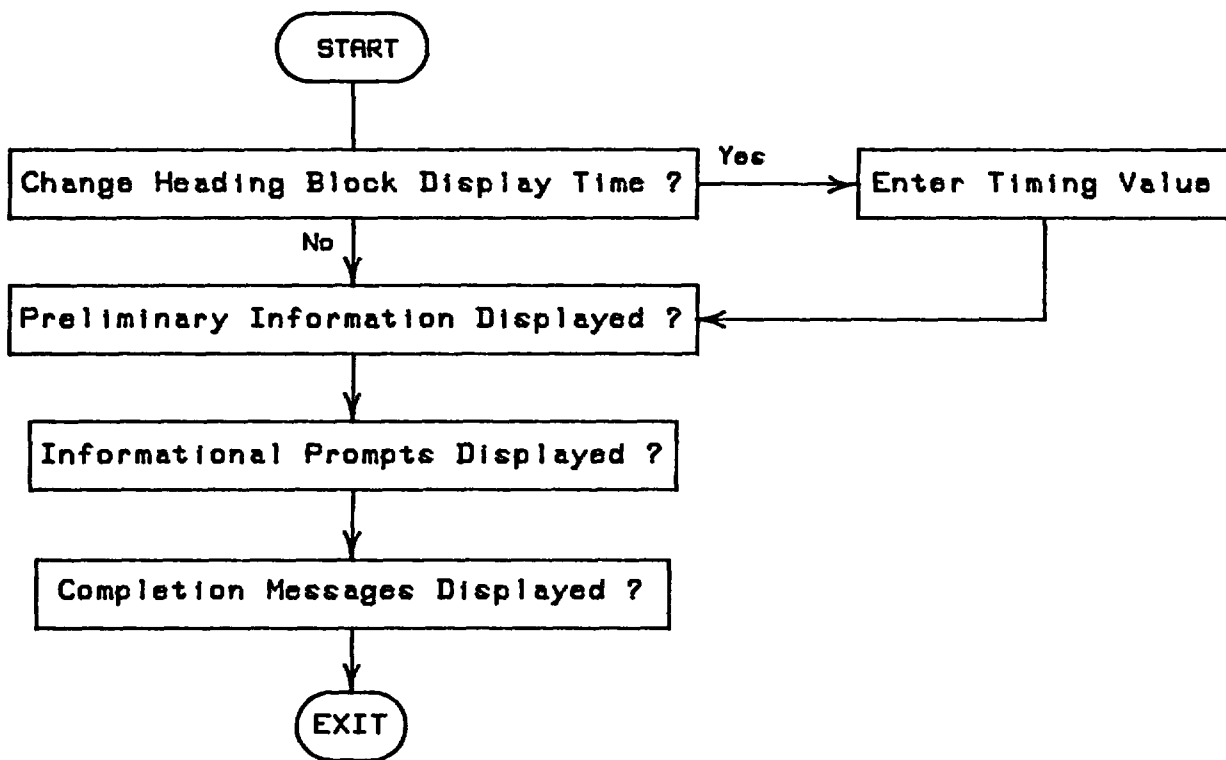 START
Change Heading Block Display Time ?
Yes
Enter Timing Value
No
Preliminary Information Displayed ?
Informational Prompts Displayed ?
Completion Messages Displayed ?
EXIT